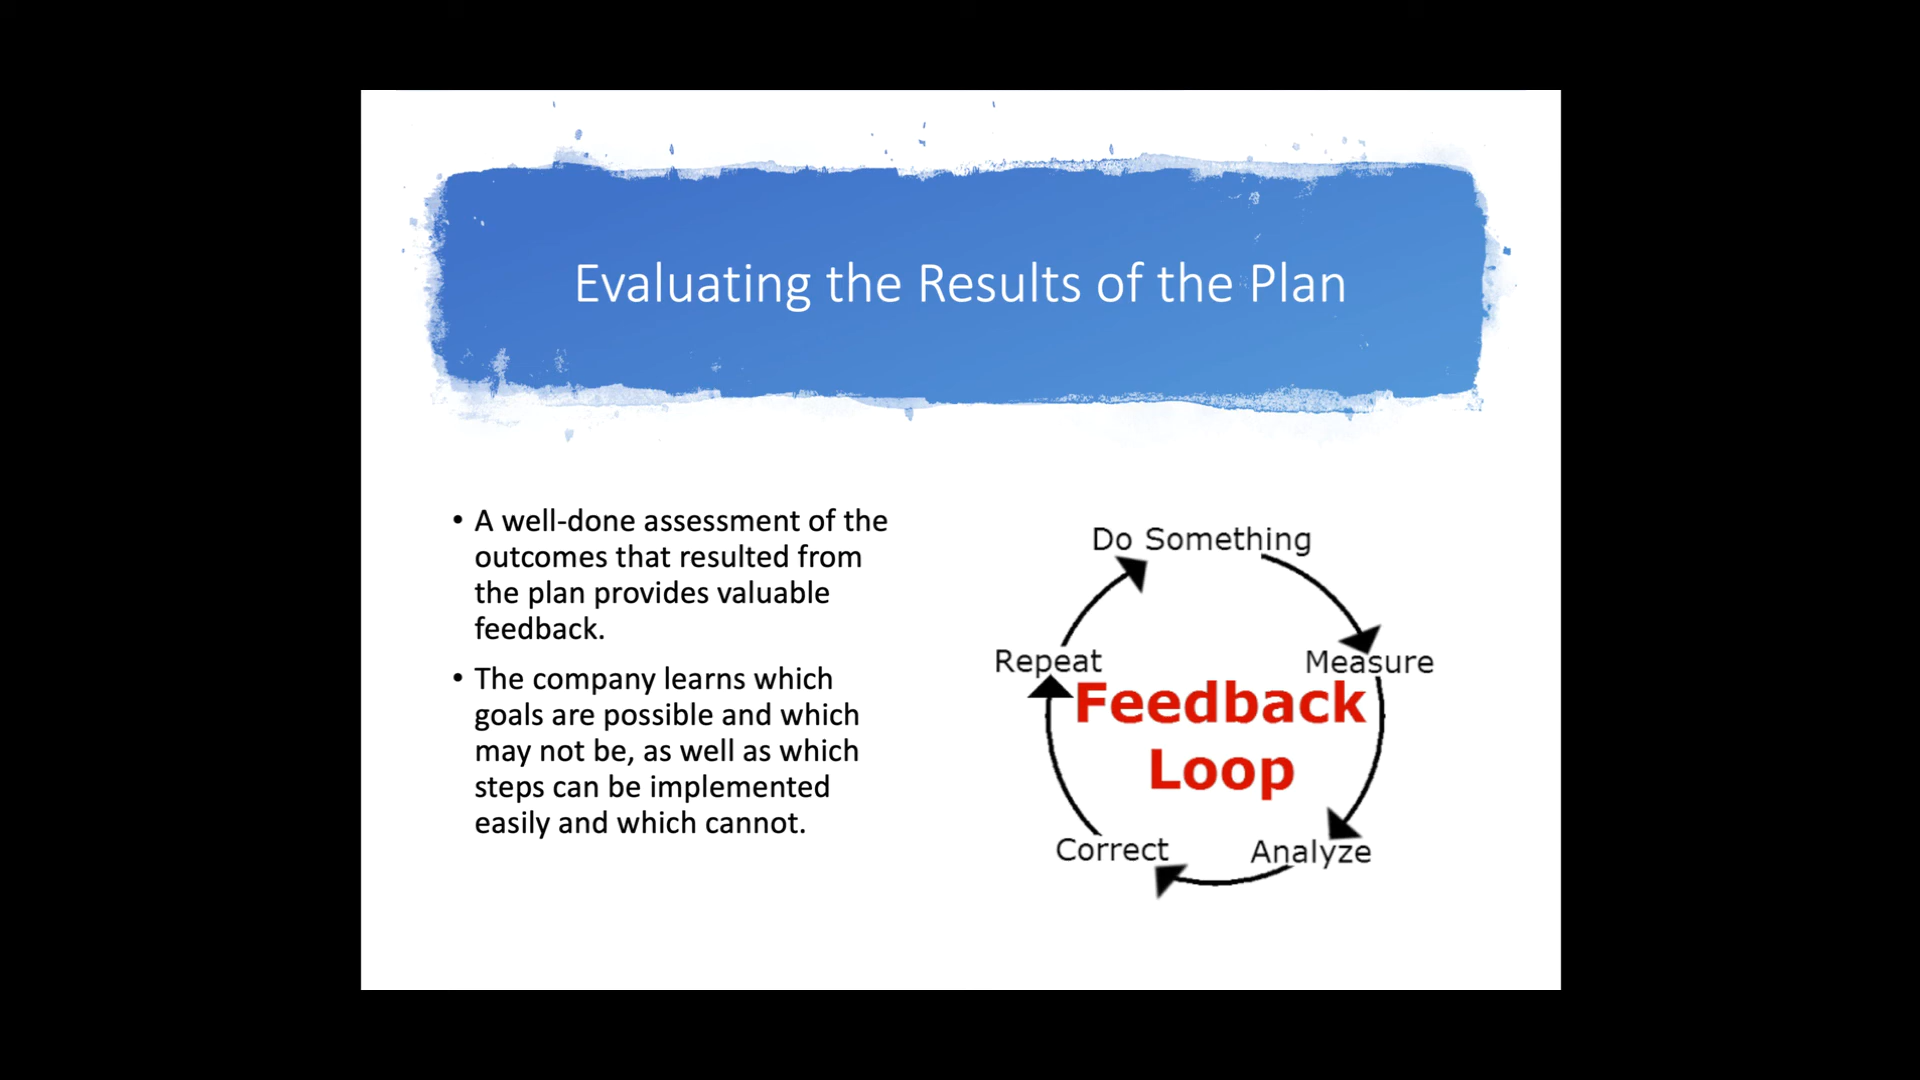 Evaluating the Results of the Plan
• A well-done assessment of the
outcomes that resulted from
the plan provides valuable
feedback.
• The company learns which
goals are possible and which
may not be, as well as which
steps can be implemented
easily and which cannot.
Do Something
Repeat
Measure
Feedback
Loop
Correct
Analyze